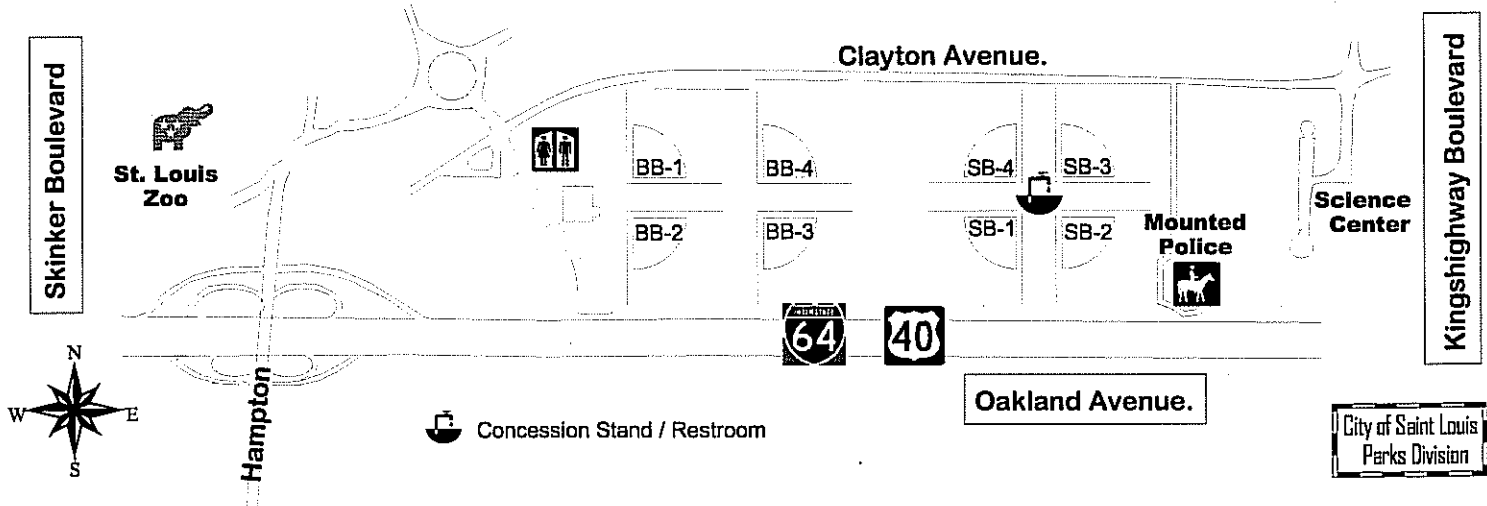 Skinker Boulevard
St. Louis
Zoo
Clayton Avenue.
BB-1
BB-4
SB-4
SB-3
BB-2
BB-3
SB-1
SB-2
Mounted
Police
Science
Center
Kingshighway Boulevard
INTERSTATE
64
40
Oakland Avenue.
N
W
E
S
Hampton
Concession Stand / Restroom
City of Saint Louis
Parks Division